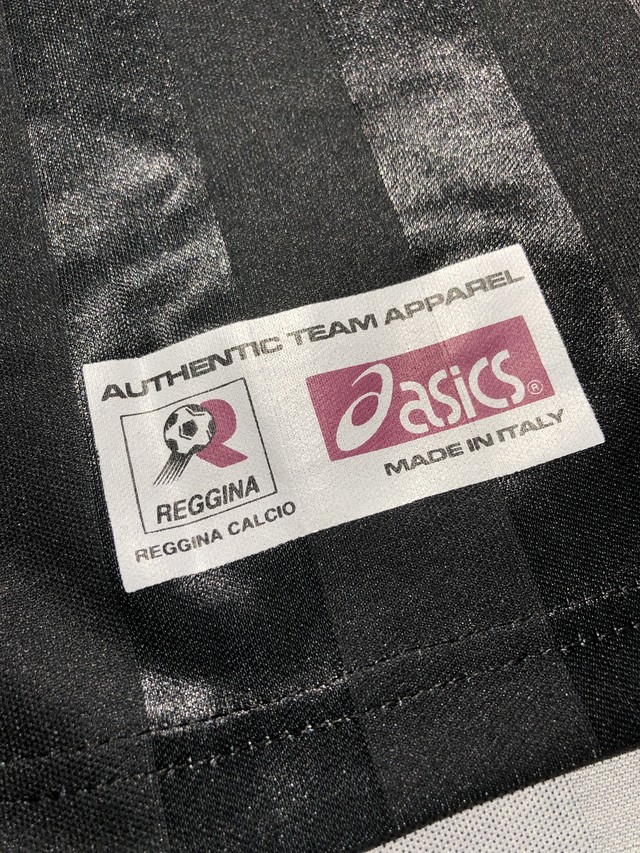 AUTHENTIC TEAM APPAREL
REGGINA
REGGINA CALCIO
asics®
MADE IN ITALY